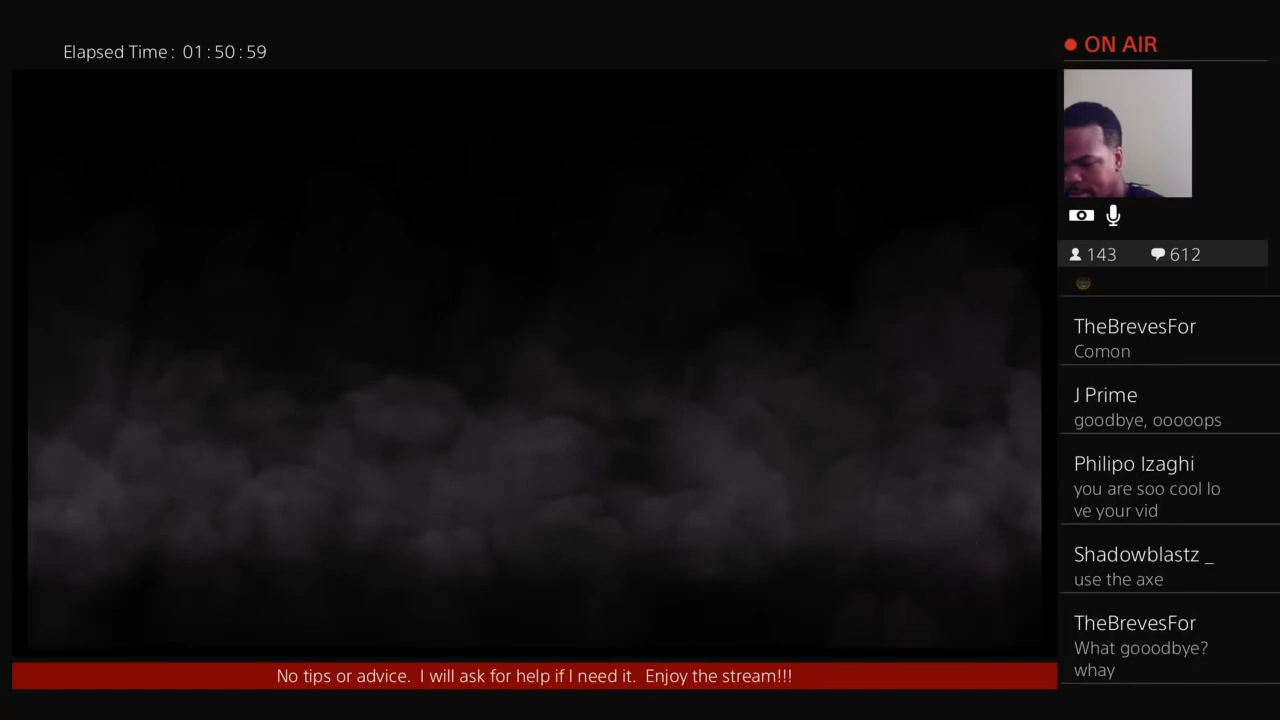 Elapsed Time: 01:50:59
ON AIR
143 612
TheBrevesFor
Comon
J Prime
goodbye, ooooops
Philipo Izaghi
you are soo cool lo
ve your vid
Shadowblastz _
use the axe
TheBrevesFor
What gooodbye?
whay
No tips or advice. I will ask for help if I need it. Enjoy the stream!!!